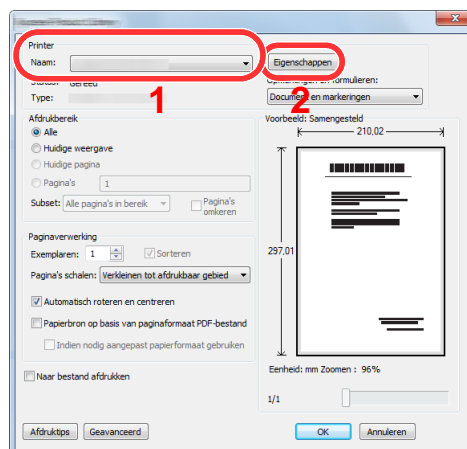 Printer
Naam:
Eigenschappen
Status: Gereed
Opmerkingen en formulieren:
Type:
Document en markeringen
1
2
Afdrukbereik
Alle
Huidige weergave
Huidige pagina
Pagina's 1
Subset: Alle pagina's in bereik
Pagina's omkeren
Voorbeeld: Samengesteld
210,02
297,01
Paginaverwerking
Exemplaren: 1
Sorteren
Pagina's schalen: Verkleinen tot afdrukbaar gebied
Automatisch roteren en centreren
Papierbron op basis van paginaformaat PDF-bestand
Indien nodig aangepast papierformaat gebruiken
Naar bestand afdrukken
Eenheid: mm Zoomen : 96%
1/1
Afdruktips
Geavanceerd
OK
Annuleren